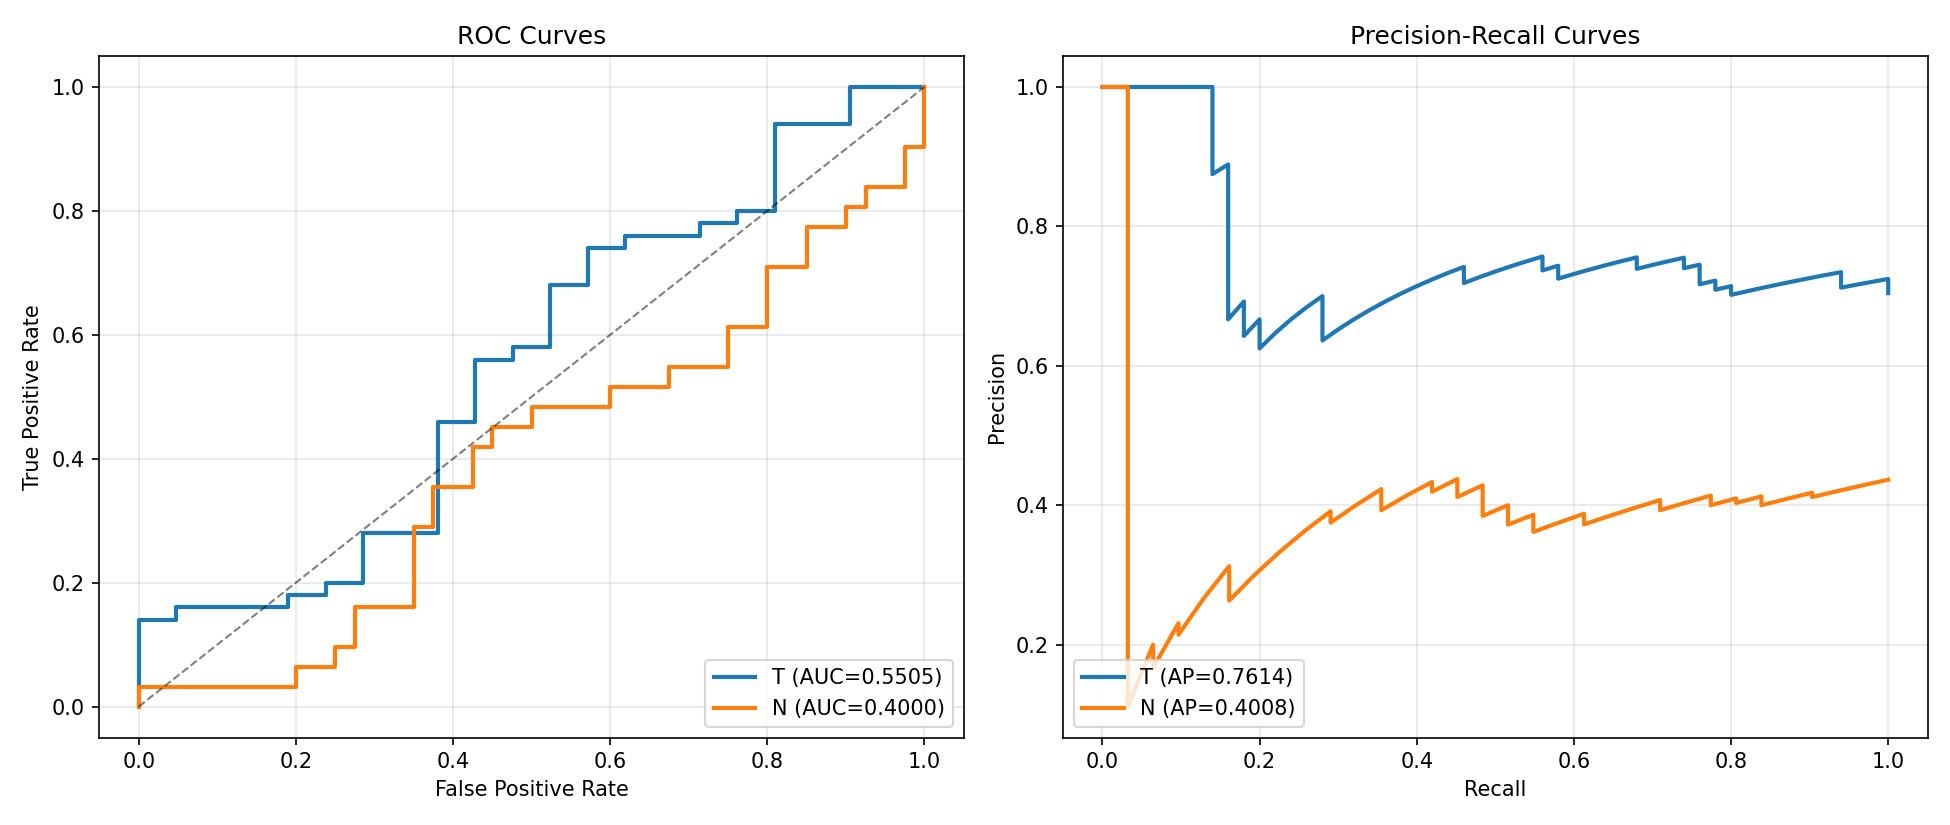 ROC Curves
True Positive Rate
1.0
0.8
0.6
0.4
0.2
0.0
T (AUC=0.5505)
N (AUC=0.4000)
0.0 0.2 0.4 0.6 0.8 1.0
False Positive Rate
Precision-Recall Curves
Precision
1.0
0.8
0.6
0.4
0.2
T (AP=0.7614)
N (AP=0.4008)
0.0 0.2 0.4 0.6 0.8 1.0
Recall